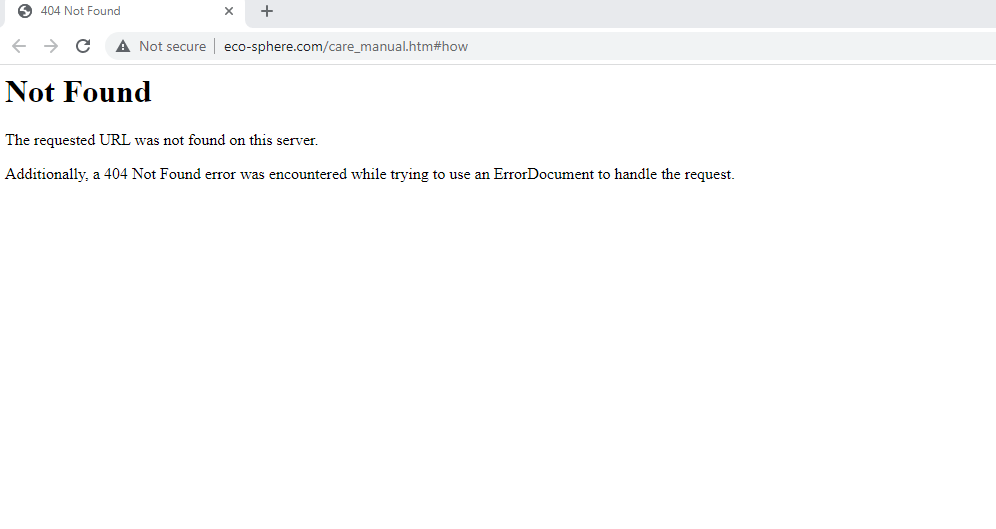 404 Not Found
Not secure eco-sphere.com/care_manual.htm#how
Not Found
The requested URL was not found on this server.
Additionally, a 404 Not Found error was encountered while trying to use an ErrorDocument to handle the request.